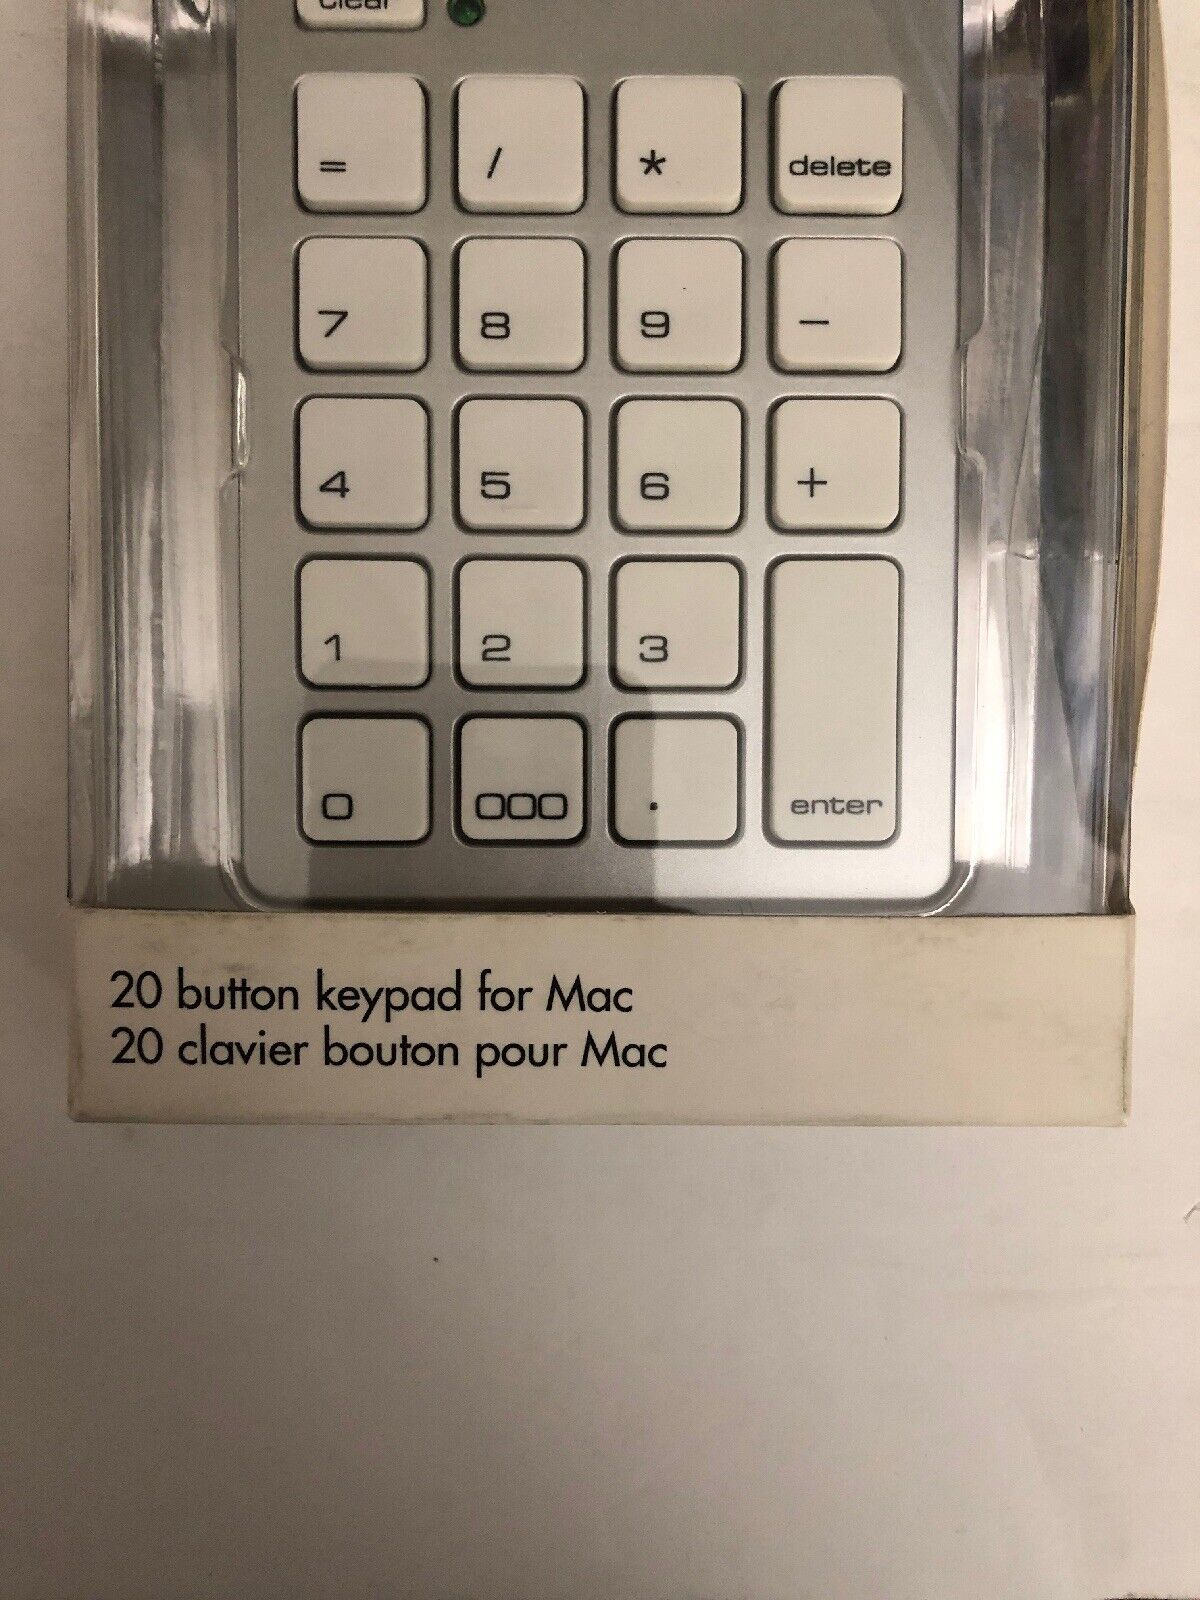 clear
= / * delete
7 8 9 -
4 5 6 +
1 2 3
0 000 . enter
20 button keypad for Mac
20 clavier bouton pour Mac